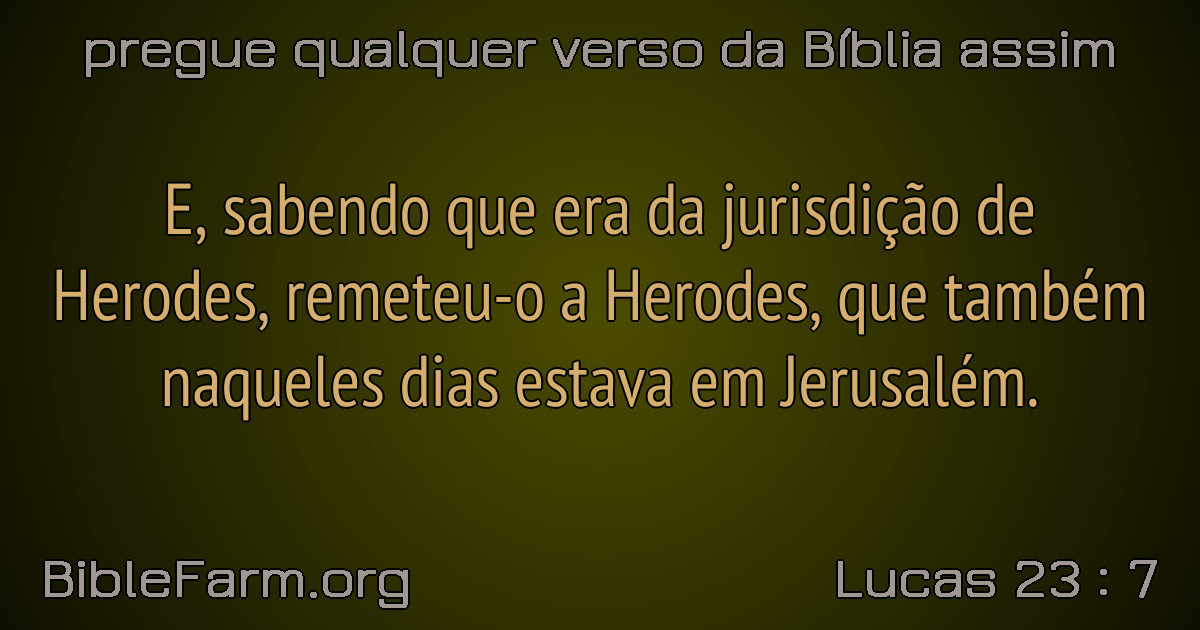 pregue qualquer verso da Bíblia assim
E, sabendo que era da jurisdição de
Herodes, remeteu-o a Herodes, que também
naqueles dias estava em Jerusalém.
BibleFarm.org
Lucas 23 : 7